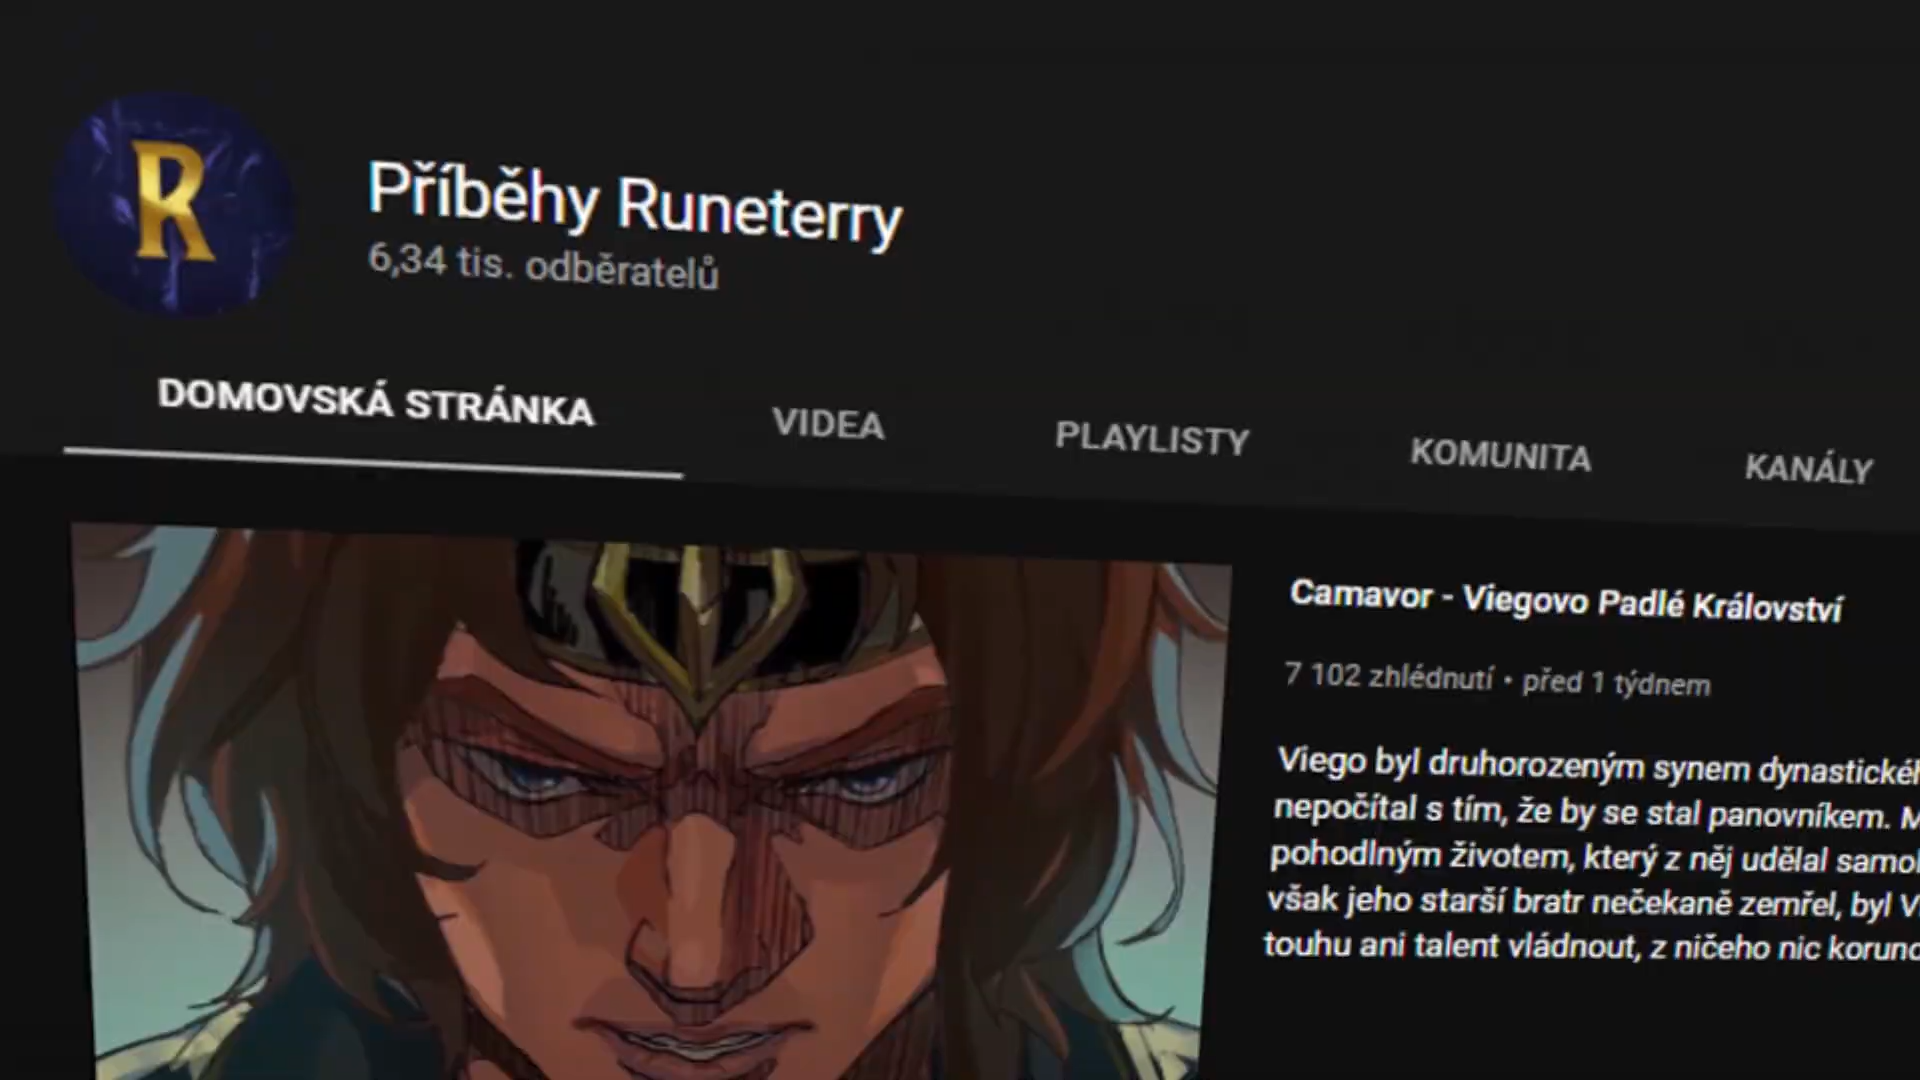 R
Příběhy Runeterry
6,34 tis. odběratelů
DOMOVSKÁ STRÁNKA
VIDEA
PLAYLISTY
KOMUNITA
KANÁLY
Camavor - Viegovo Padlé Království
7 102 zhlédnutí • před 1 týdnem
Viego byl druhorozeným synem
nepočítal s tím, že by se stal panovníkem.
pohodlným životem, který z něj udělal
však jeho starší bratr nečekaně zemřel, byl
touhu ani talent vládnout, z ničeho nic